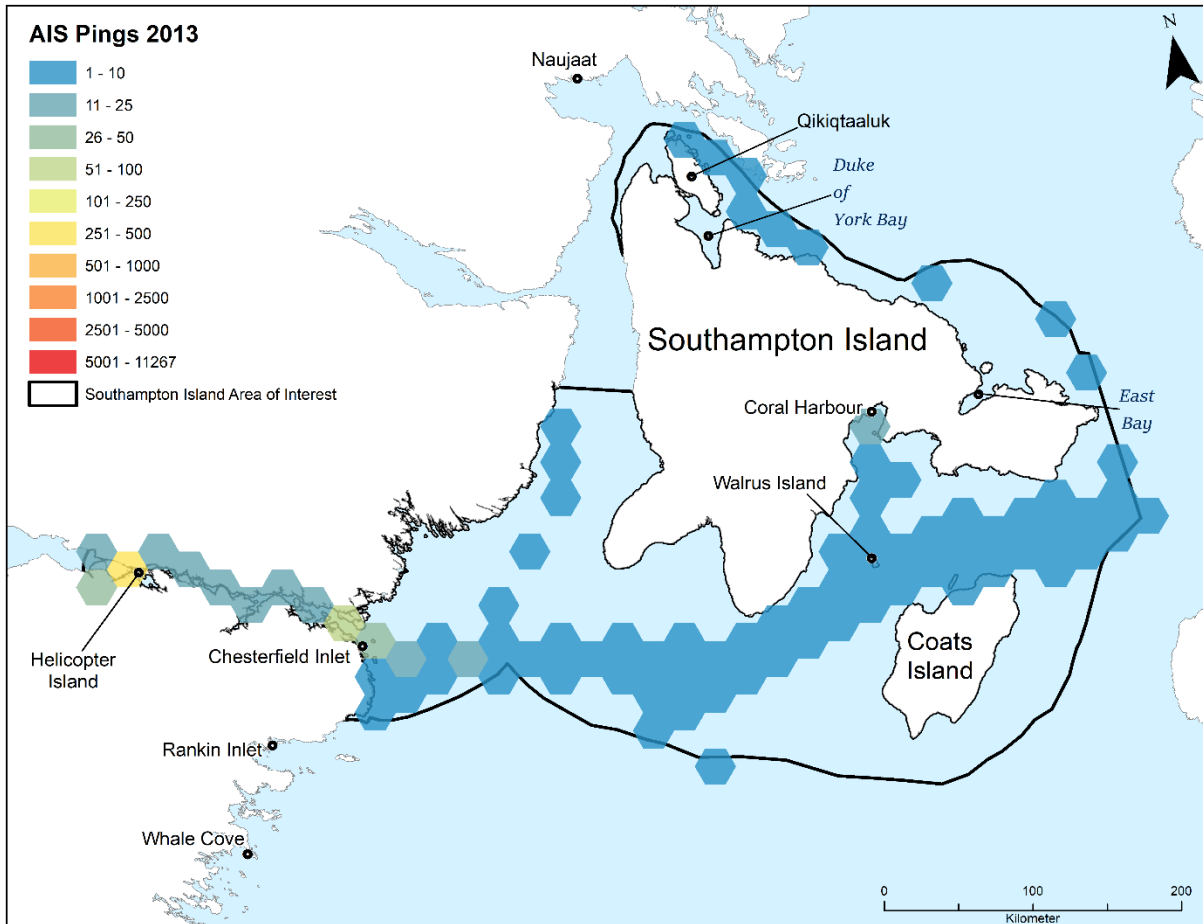 AIS Pings 2013
1 - 10
11 - 25
26 - 50
51 - 100
101 - 250
251 - 500
501 - 1000
1001 - 2500
2501 - 5000
5001 - 11267
Southampton Island Area of Interest
N
Naujaat
Qikiqtaaluk
Duke
of
York Bay
Southampton Island
Coral Harbour
East
Bay
Walrus Island
Helicopter
Island
Chesterfield Inlet
Coats
Island
Rankin Inlet
Whale Cove
0 100 200
Kilometer